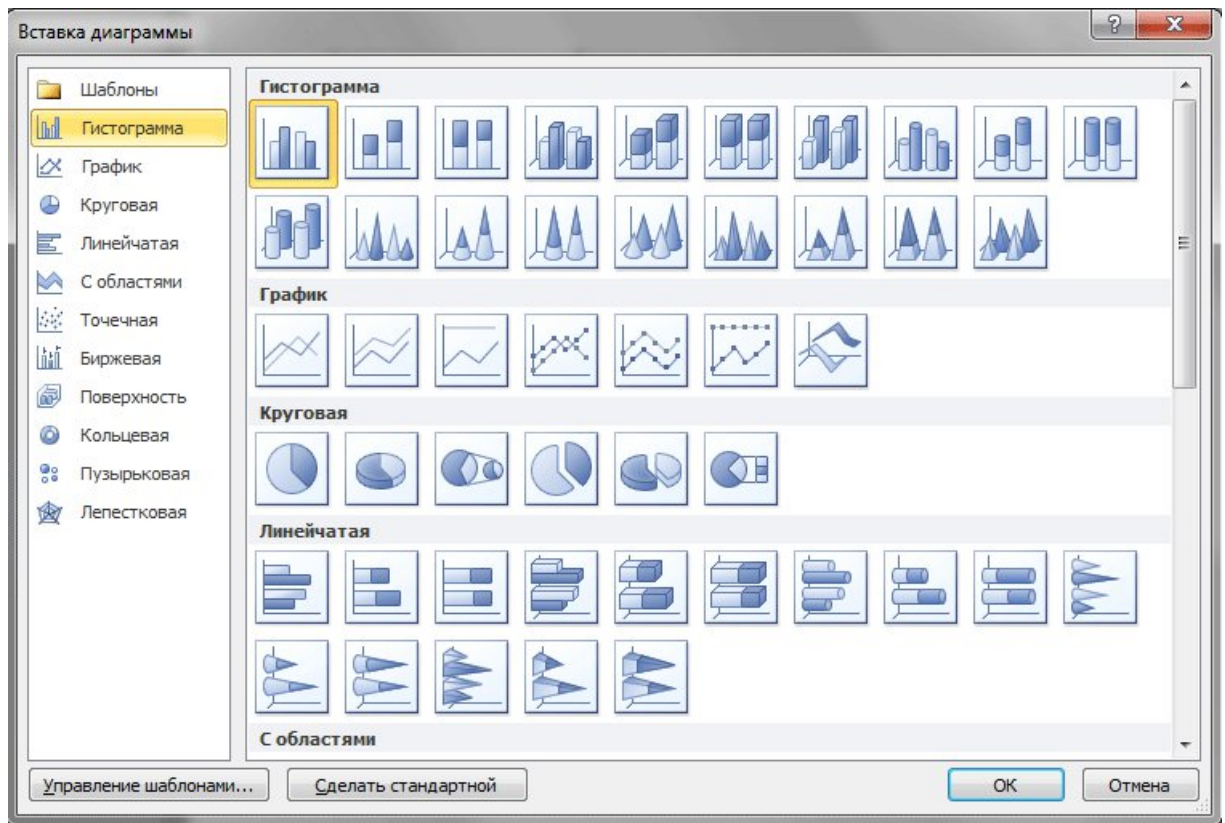 Вставка диаграммы
Шаблоны
Гистограмма
График
Круговая
Линейчатая
С областями
Точечная
Биржевая
Поверхность
Кольцевая
Пузырьковая
Лепестковая
Гистограмма
График
Круговая
Линейчатая
С областями
Управление шаблонами...
Сделать стандартной
ОК
Отмена